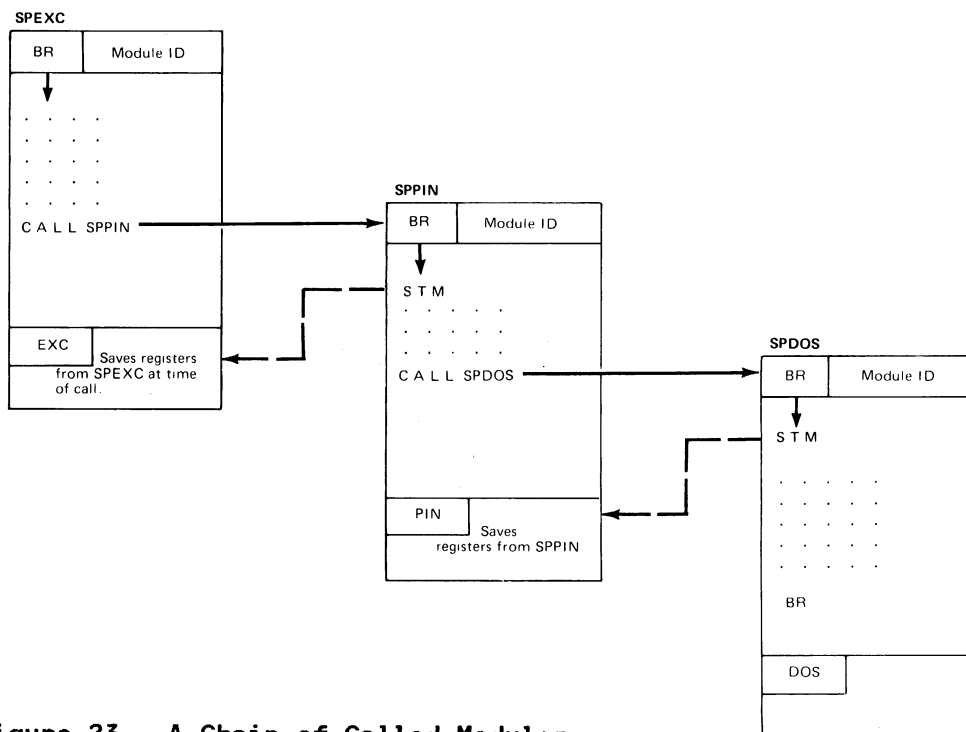 SPEXC
BR Module ID
. . . .
. . . .
. . . .
. . . .
. . . .
CALL SPPIN
EXC
Saves registers
from SPEXC at time
of call.
SPPIN
BR Module ID
STM
. . . . .
. . . . .
. . . . .
CALL SPDOS
PIN
Saves
registers from SPPIN
SPDOS
BR Module ID
STM
. . . . .
. . . . .
. . . . .
. . . . .
. . . . .
BR
DOS
igure 23. A Chain of Called Modules